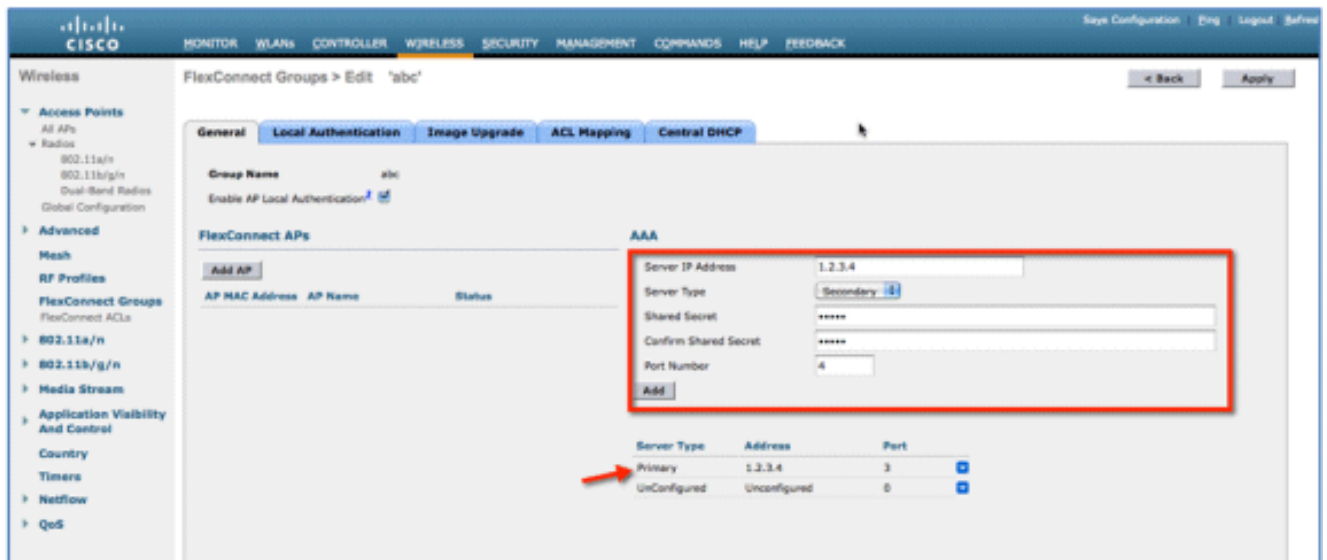 Save Configuration Ping Logout Refres
CISCO
MONITOR WLANs CONTROLLER WIRELESS SECURITY MANAGEMENT COMMANDS HELP FEEDBACK
Wireless
FlexConnect Groups > Edit 'abc'
< Back
Apply
Access Points
All APs
Radios
802.11a/n
802.11b/g/n
Dual-Band Radios
Global Configuration
Advanced
Mesh
RF Profiles
FlexConnect Groups
FlexConnect ACLs
802.11a/n
802.11b/g/n
Media Stream
Application Visibility
And Control
Country
Timers
Netflow
QoS
General Local Authentication Image Upgrade ACL Mapping Central DHCP
Group Name abc
Enable AP Local Authentication2
FlexConnect APs
Add AP
AP MAC Address AP Name Status
AAA
Server IP Address 1.2.3.4
Server Type Secondary
Shared Secret •••••
Confirm Shared Secret •••••
Port Number 4
Add
Server Type Address Port
Primary 1.2.3.4 3
UnConfigured Unconfigured 0